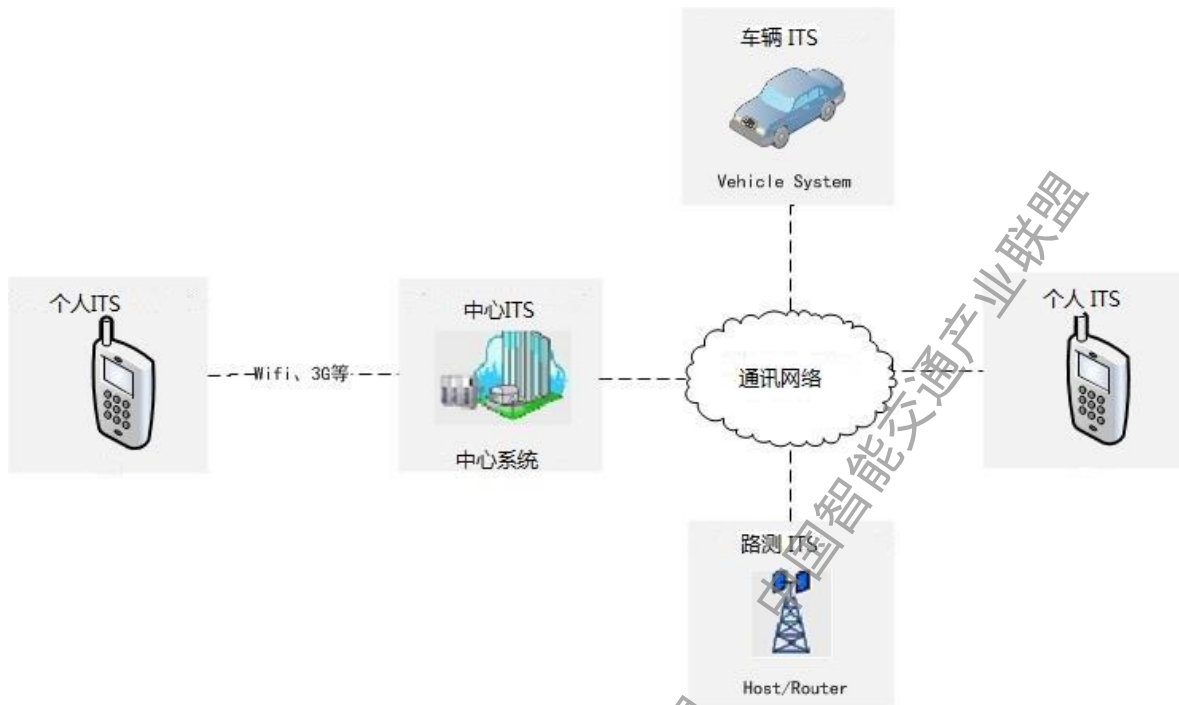 车辆 ITS
Vehicle System
个人ITS
Wifi、3G等
中心ITS
中心系统
通讯网络
个人 ITS
路测 ITS
Host/Router
中国智能交通产业联盟